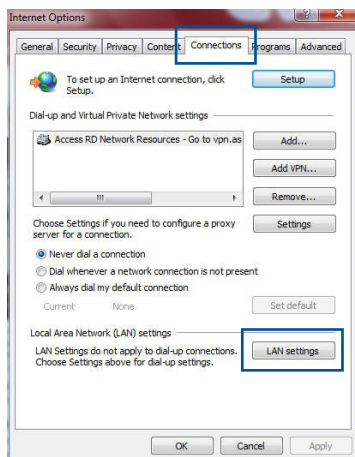 Internet Options
General Security Privacy Content Connections Programs Advanced
To set up an Internet connection, click
Setup.
Setup
Dial-up and Virtual Private Network settings
Access RD Network Resources - Go to vpn.as
Add...
Add VPN...
Remove...
Choose Settings if you need to configure a proxy
server for a connection.
Settings
Never dial a connection
Dial whenever a network connection is not present
Always dial my default connection
Current None
Set default
Local Area Network (LAN) settings
LAN Settings do not apply to dial-up connections.
Choose Settings above for dial-up settings.
LAN settings
OK Cancel Apply